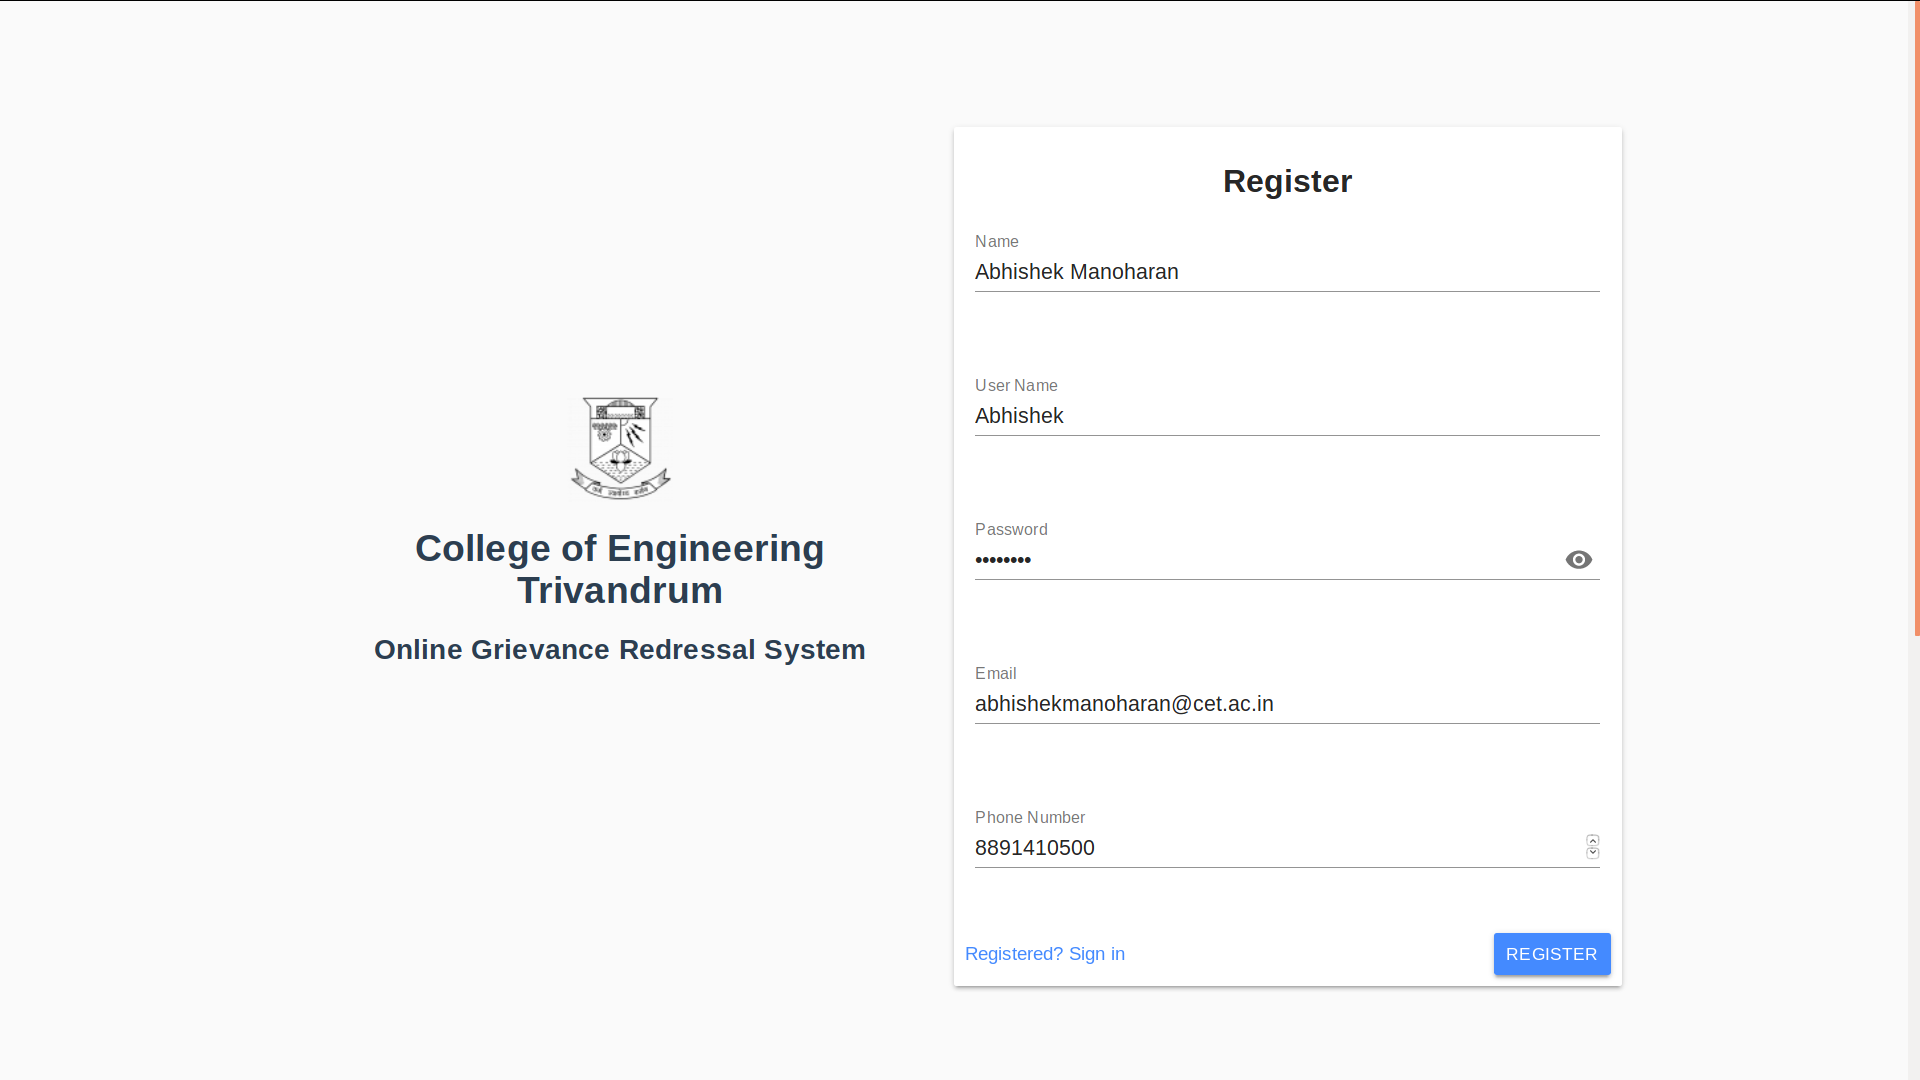 College of Engineering
Trivandrum
Online Grievance Redressal System
Register
Name
Abhishek Manoharan
User Name
Abhishek
Password
••••••••
Email
abhishekmanoharan@cet.ac.in
Phone Number
8891410500
Registered? Sign in
REGISTER